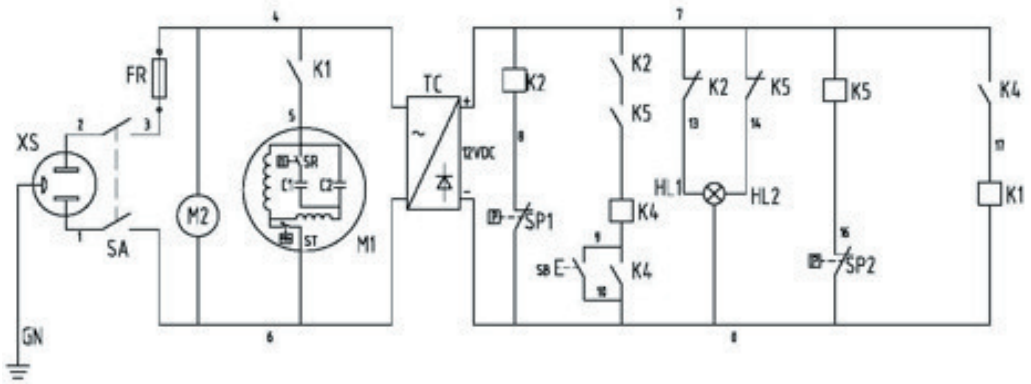 4
7
FR
K1
TC
+
K2
K2
K5
K2
K5
K5
K4
2
3
5
8
13
14
17
XS
SR
~
12VDC
C1
C2
HL1
HL2
K1
M2
-
K4
1
SA
ST
M1
P
SP1
9
16
SB
K4
P
SP2
10
6
GN